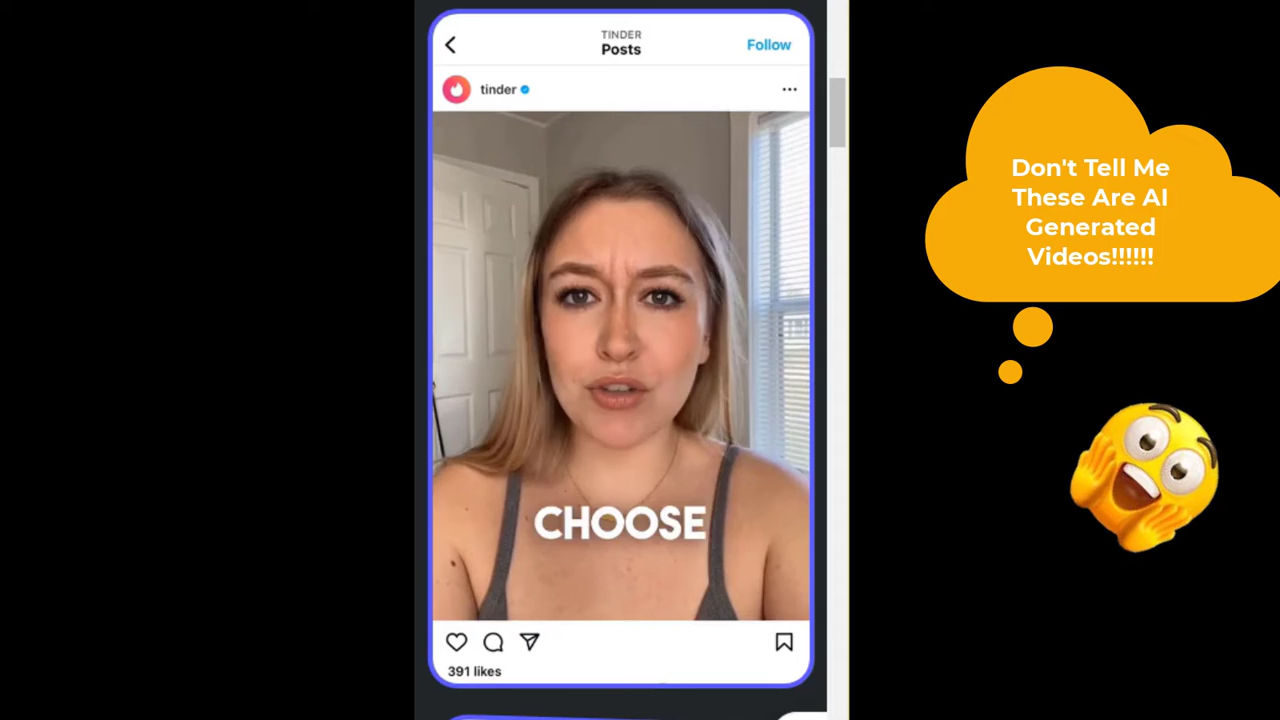 TINDER
Posts
Follow
tinder
CHOOSE
391 likes
Don't Tell Me
These Are AI
Generated
Videos!!!!!!